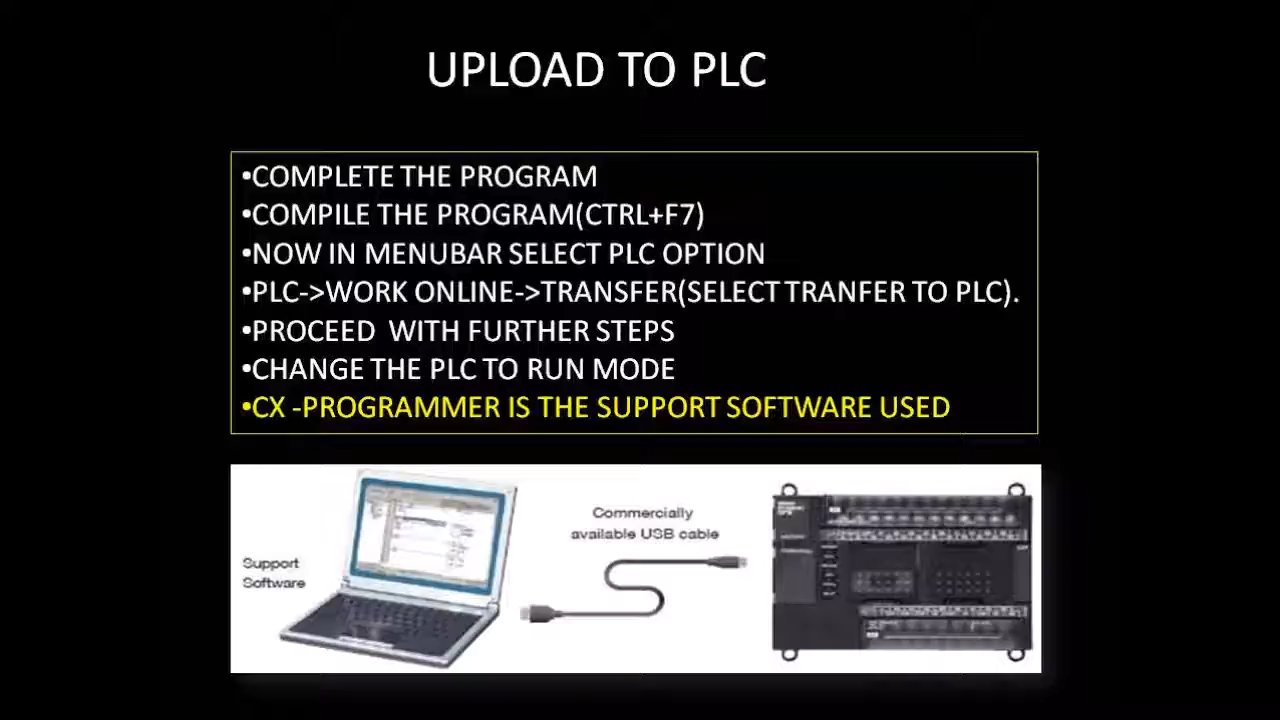 UPLOAD TO PLC
•COMPLETE THE PROGRAM
•COMPILE THE PROGRAM(CTRL+F7)
•NOW IN MENUBAR SELECT PLC OPTION
•PLC->WORK ONLINE->TRANSFER(SELECT TRANFER TO PLC).
•PROCEED  WITH FURTHER STEPS
•CHANGE THE PLC TO RUN MODE
•CX -PROGRAMMER IS THE SUPPORT SOFTWARE USED
Commercially
available USB cable
Support
Software